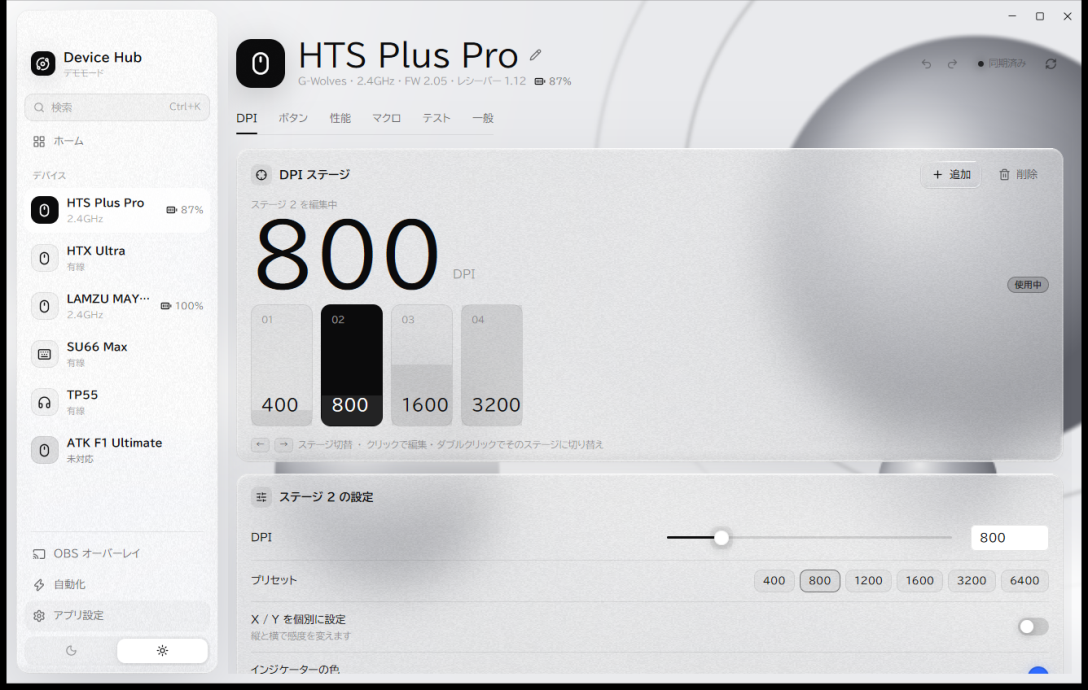 Device Hub
デモモード
検索 Ctrl+K
ホーム
デバイス
HTS Plus Pro 87%
2.4GHz
HTX Ultra
有線
LAMZU MAY… 100%
2.4GHz
SU66 Max
有線
TP55
有線
ATK F1 Ultimate
未対応
OBS オーバーレイ
自動化
アプリ設定
HTS Plus Pro
G-Wolves・2.4GHz・FW 2.05・レシーバー 1.12 87%
同期済み
DPI ボタン 性能 マクロ テスト 一般
DPI ステージ
+ 追加 削除
ステージ 2 を編集中
800 DPI
使用中
01 02 03 04
400 800 1600 3200
← → ステージ切替 ・ クリックで編集・ダブルクリックでそのステージに切り替え
ステージ 2 の設定
DPI 800
プリセット 400 800 1200 1600 3200 6400
X / Y を個別に設定
縦と横で感度を変えます
インジケーターの色